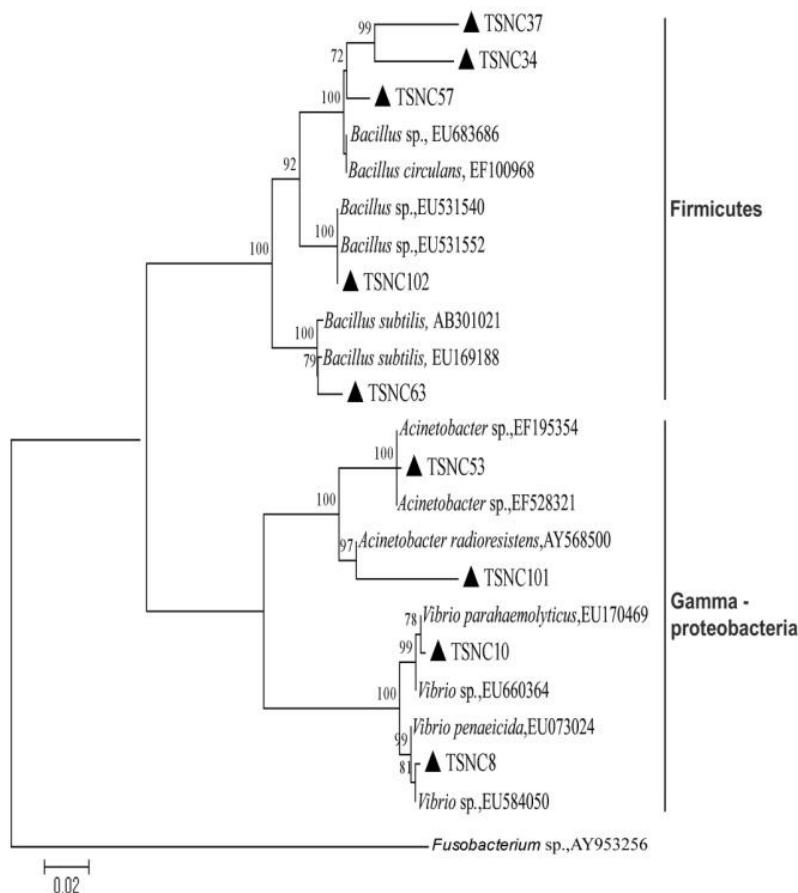 99
TSNC37
TSNC34
72
TSNC57
100
Bacillus sp., EU683686
Bacillus circulans, EF100968
92
Bacillus sp.,EU531540
100
Bacillus sp.,EU531552
TSNC102
Firmicutes
100
Bacillus subtilis, AB301021
100
Bacillus subtilis, EU169188
79
TSNC63
Acinetobacter sp.,EF195354
100
TSNC53
Acinetobacter sp.,EF528321
100
Acinetobacter radioresistens,AY568500
97
TSNC101
Gamma -
proteobacteria
Vibrio parahaemolyticus,EU170469
78
TSNC10
99
Vibrio sp.,EU660364
100
Vibrio penaeicida,EU073024
99
TSNC8
81
Vibrio sp.,EU584050
Fusobacterium sp.,AY953256
0.02